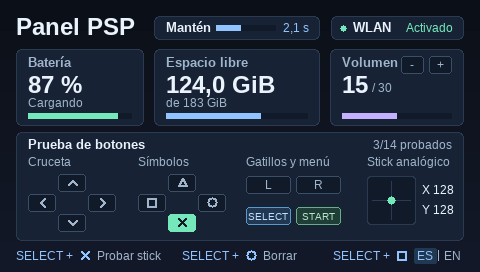 Panel PSP
Mantén 2,1 s
WLAN Activado
Batería
87 %
Cargando
Espacio libre
124,0 GiB
de 183 GiB
Volumen - +
15 / 30
Prueba de botones 3/14 probados
Cruceta Símbolos Gatillos y menú Stick analógico
L R
SELECT START
X 128
Y 128
SELECT + Probar stick SELECT + Borrar SELECT + ES | EN